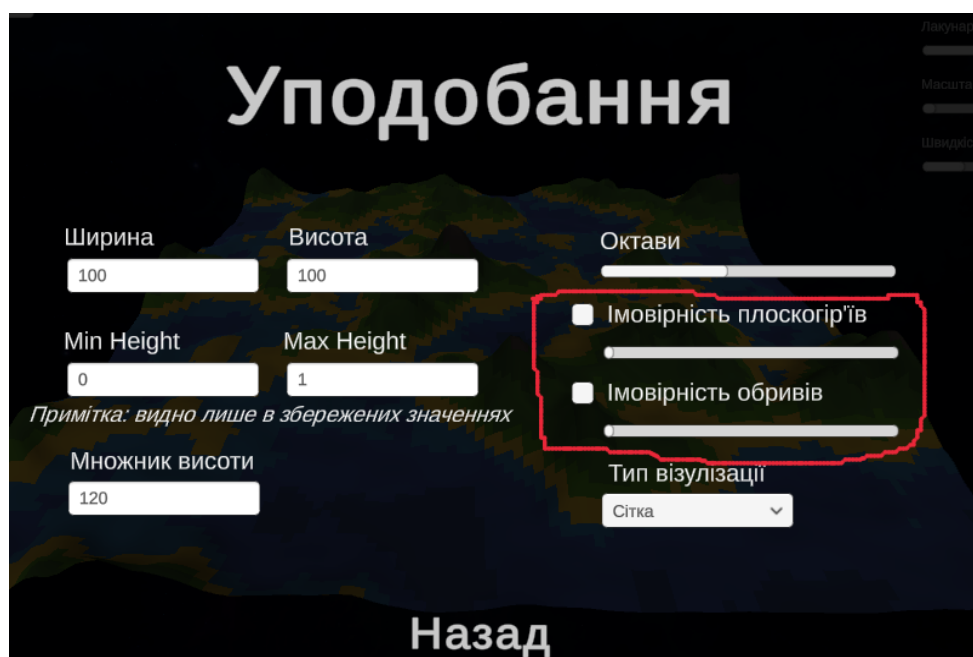 Уподобання
Ширина
Висота
100
100
Min Height
Max Height
0
1
Примітка: видно лише в збережених значеннях
Множник висоти
120
Октави
Імовірність плоскогір'їв
Імовірність обривів
Тип візулізації
Сітка
Назад